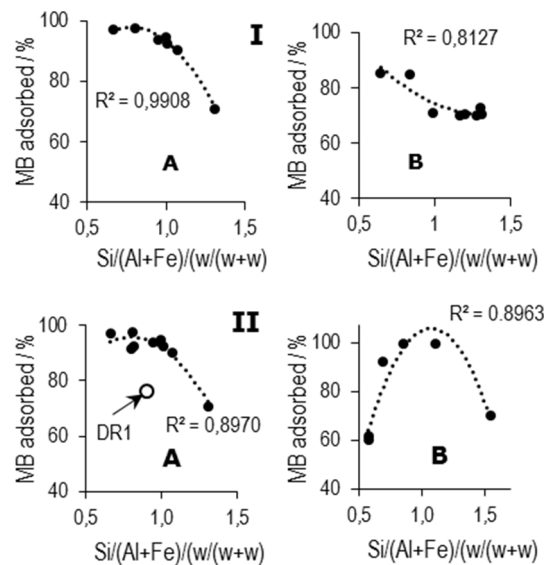 MB adsorbed / %
100
80
60
40
0,5
1,0
1,5
Si/(Al+Fe)/(w/(w+w)
R² = 0,9908
I
A
MB adsorbed / %
100
80
60
40
0,5
1
1,5
Si/(Al+Fe)/(w/(w+w)
R² = 0,8127
B
MB adsorbed / %
100
80
60
40
0,5
1,0
1,5
Si/(Al+Fe)/(w/(w+w)
II
DR1
R² = 0,8970
A
MB adsorbed / %
100
80
60
40
0,5
1,0
1,5
Si/(Al+Fe)/(w/(w+w)
R² = 0.8963
B